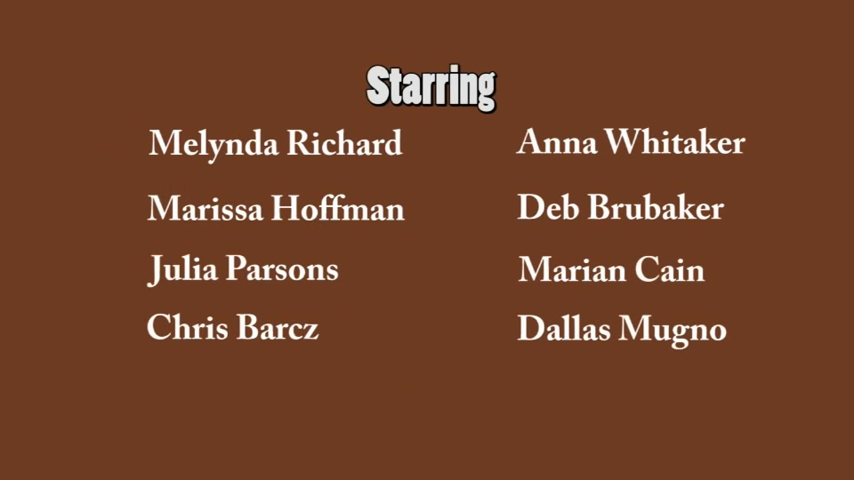 Starring
Melynda Richard
Anna Whitaker
Marissa Hoffman
Deb Brubaker
Julia Parsons
Marian Cain
Chris Barcz
Dallas Mugno